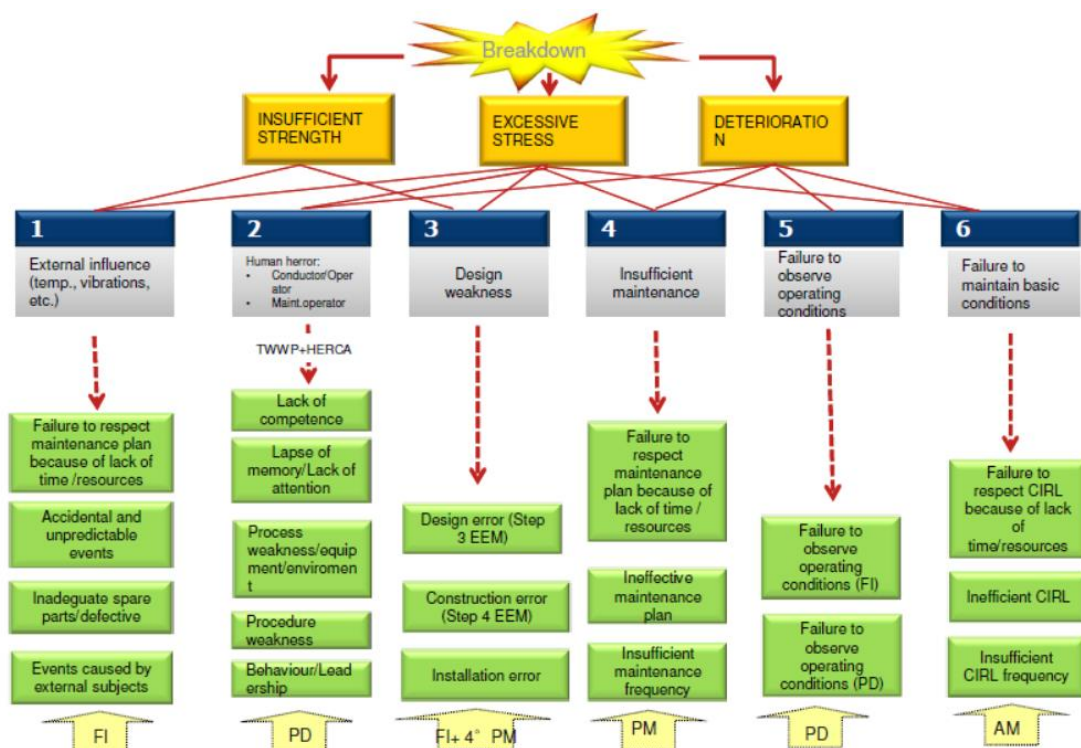 Breakdown
INSUFFICIENT
STRENGTH
EXCESSIVE
STRESS
DETERIORATIO
N
1
External influence
(temp., vibrations,
etc.)
2
Human herror:
• Conductor/Oper
ator
• Maint.operator
3
Design
weakness
4
Insufficient
maintenance
5
Failure to
observe
operating
conditions
6
Failure to
maintain basic
conditions
TWWP+HERCA
Failure to respect
maintenance plan
because of lack of
time /resources
Accidental and
unpredictable
events
Inadequate spare
parts/defective
Events caused by
external subjects
FI
Lack of
competence
Lapse of
memory/Lack of
attention
Process
weakness/equip
ment/enviromen
t
Procedure
weakness
Behaviour/Lead
ership
PD
Design error (Step
3 EEM)
Construction error
(Step 4 EEM)
Installation error
FI+ 4° PM
Failure to
respect
maintenance
plan because of
lack of time /
resources
Ineffective
maintenance
plan
Insufficient
maintenance
frequency
PM
Failure to
observe
operating
conditions (FI)
Failure to
observe
operating
conditions (PD)
PD
Failure to
respect CIRL
because of lack
of
time/resources
Inefficient CIRL
Insufficient
CIRL frequency
AM